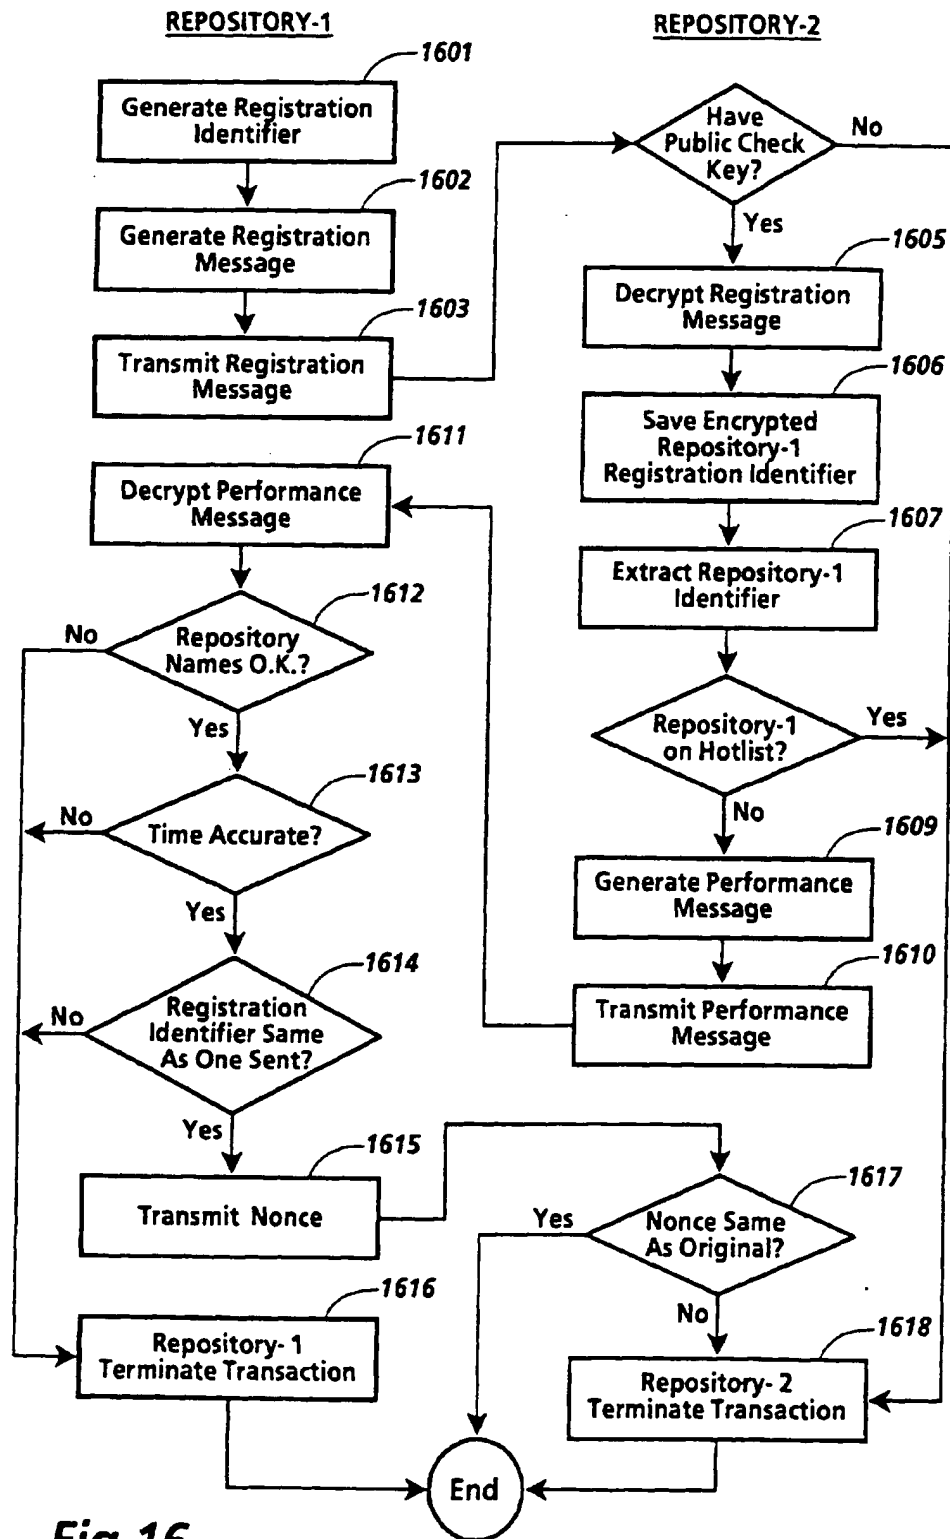 REPOSITORY-1
1601
Generate Registration
Identifier
1602
Generate Registration
Message
1603
Transmit Registration
Message
1611
Decrypt Performance
Message
1612
Repository
Names O.K.?
No
Yes
1613
Time Accurate?
No
Yes
1614
Registration
Identifier Same
As One Sent?
No
Yes
1615
Transmit Nonce
1616
Repository- 1
Terminate Transaction
REPOSITORY-2
Have
Public Check
Key?
No
Yes
1605
Decrypt Registration
Message
1606
Save Encrypted
Repository-1
Registration Identifier
1607
Extract Repository-1
Identifier
Repository-1
on Hotlist?
Yes
No
1609
Generate Performance
Message
1610
Transmit Performance
Message
1617
Nonce Same
As Original?
Yes
No
1618
Repository- 2
Terminate Transaction
End
Fig. 16